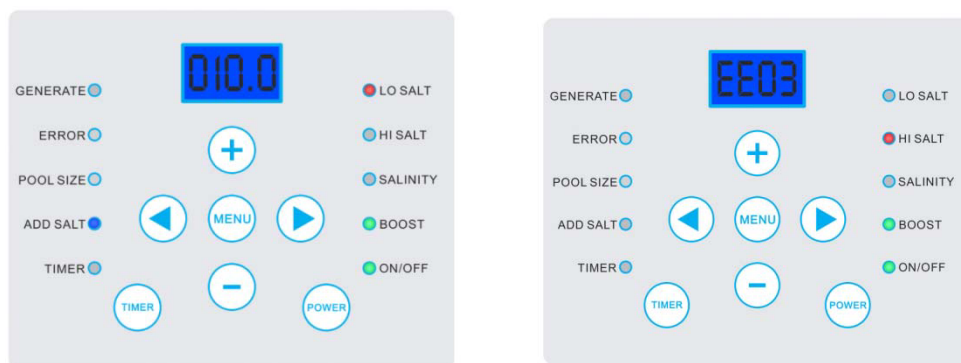 010.0
GENERATE
LO SALT
ERROR
HI SALT
POOL SIZE
SALINITY
ADD SALT
MENU
BOOST
TIMER
ON/OFF
TIMER
POWER
EE03
GENERATE
LO SALT
ERROR
HI SALT
POOL SIZE
SALINITY
ADD SALT
MENU
BOOST
TIMER
ON/OFF
TIMER
POWER